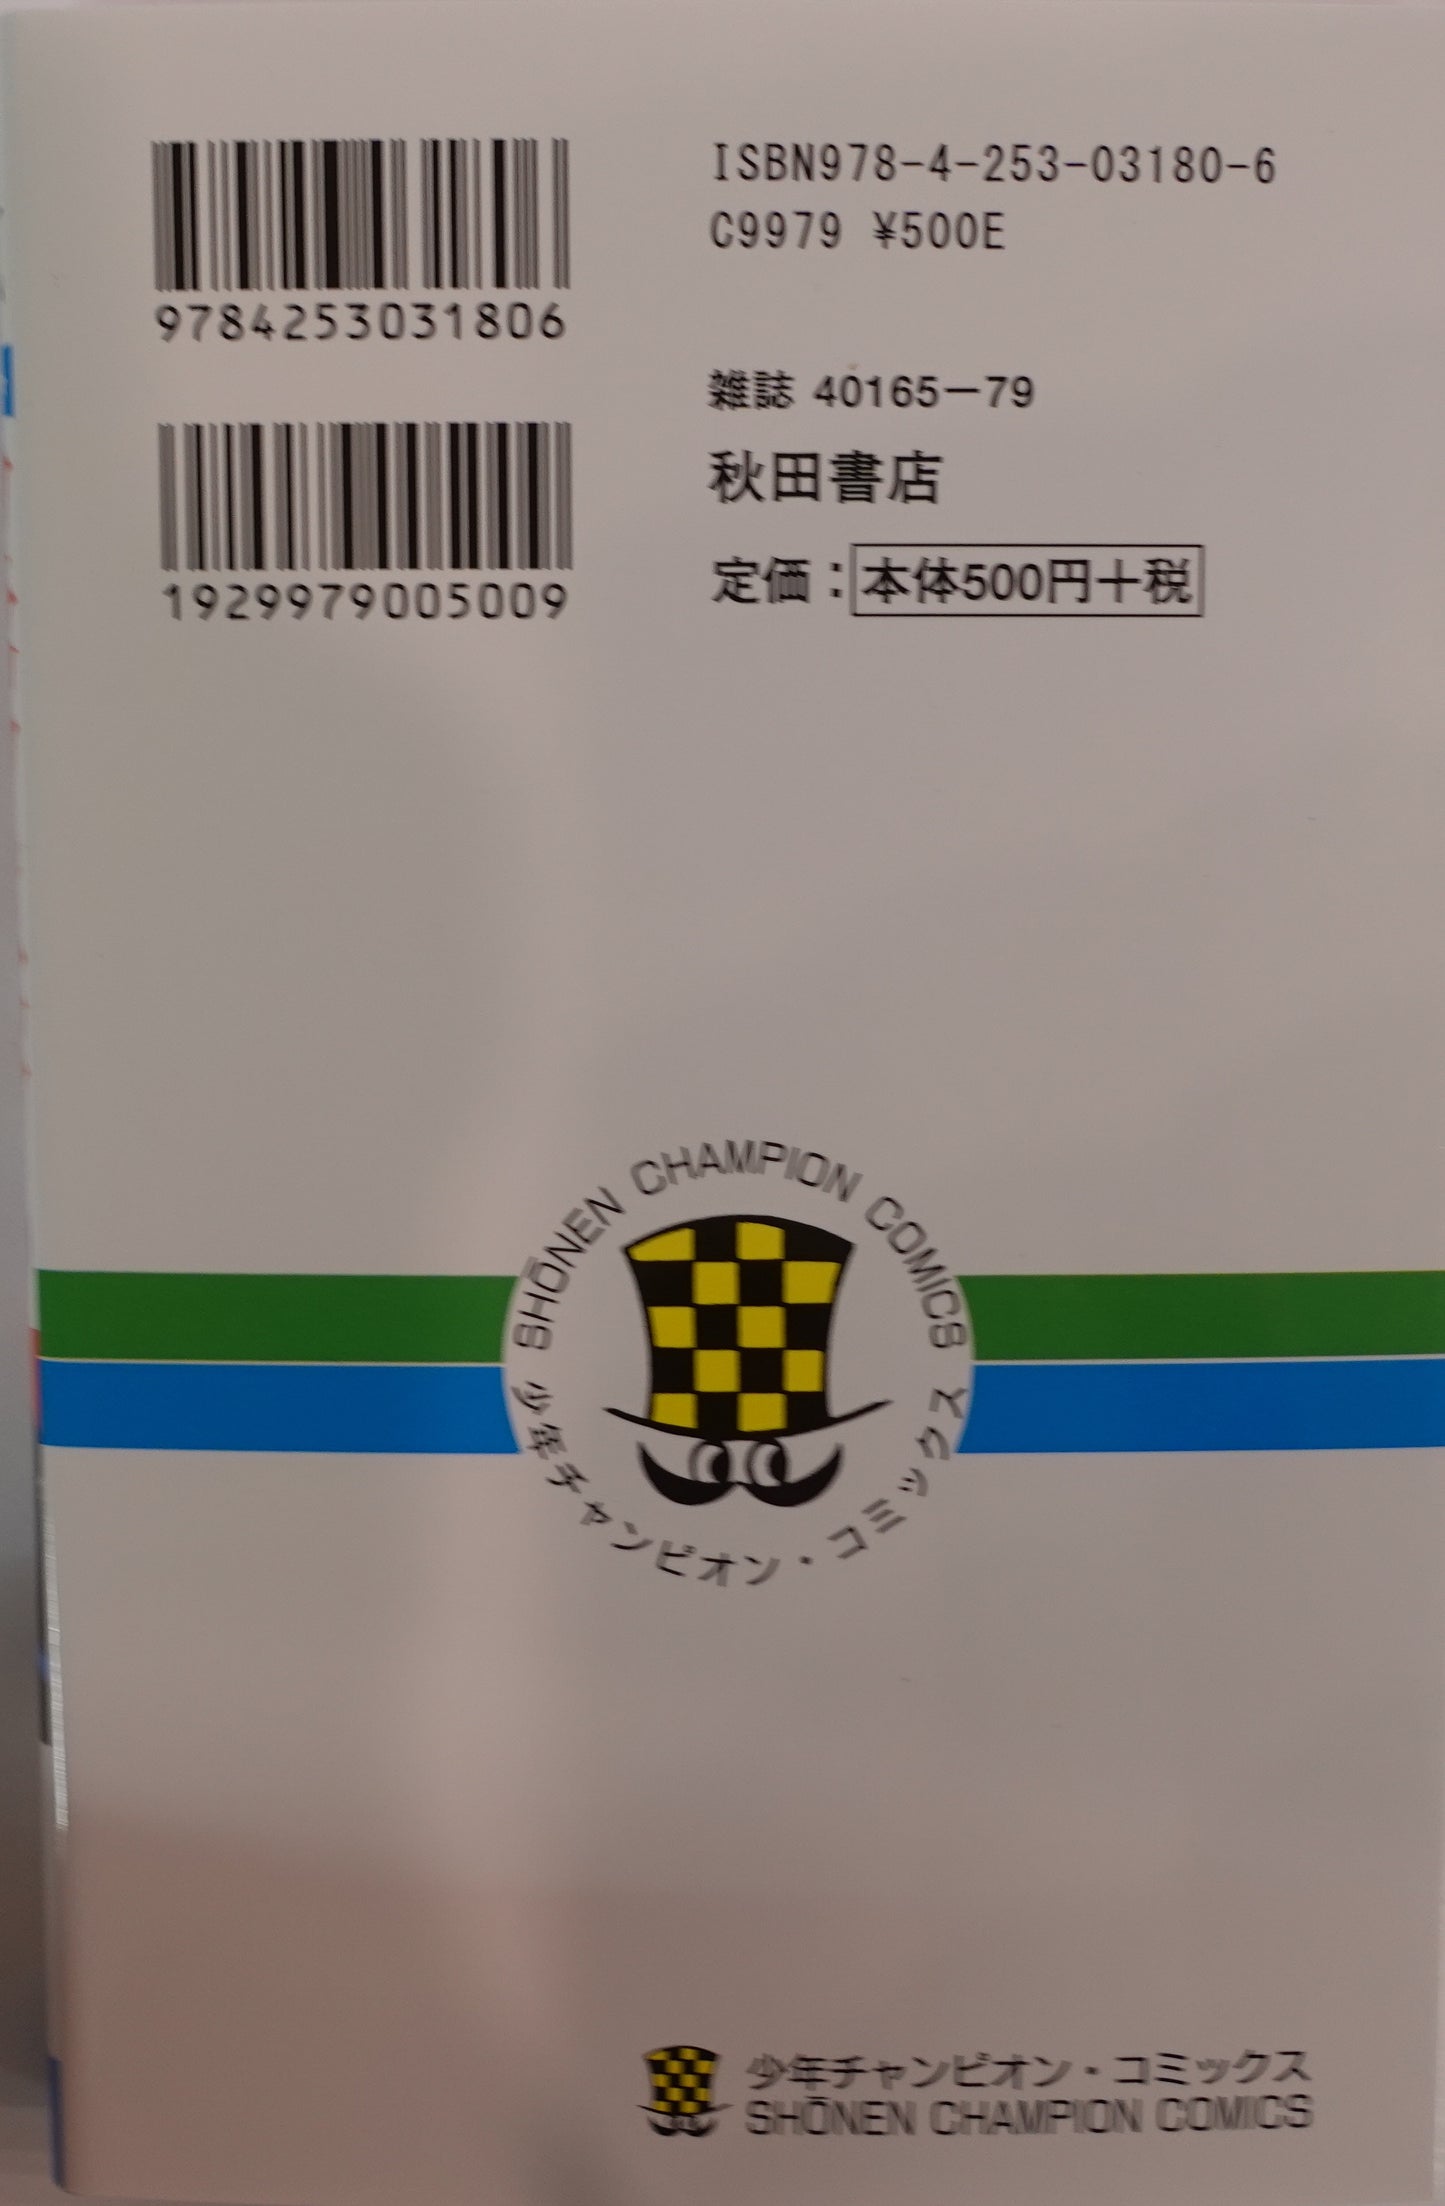 9784253031806
1929979005009
ISBN978-4-253-03180-6
C9979 ¥500E
雑誌 40165-79
秋田書店
定価：本体500円+税
SHŌNEN CHAMPION COMICS
少年チャンピオン・コミックス
少年チャンピオン・コミックス
SHŌNEN CHAMPION COMICS